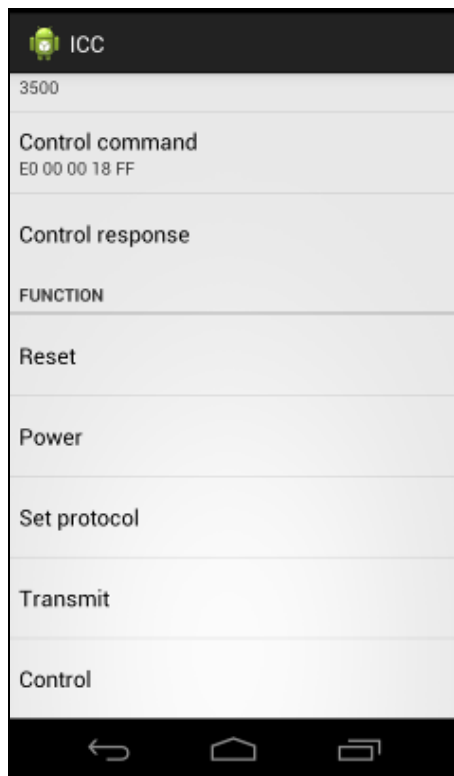 ICC
3500
Control command
E0 00 00 18 FF
Control response
FUNCTION
Reset
Power
Set protocol
Transmit
Control